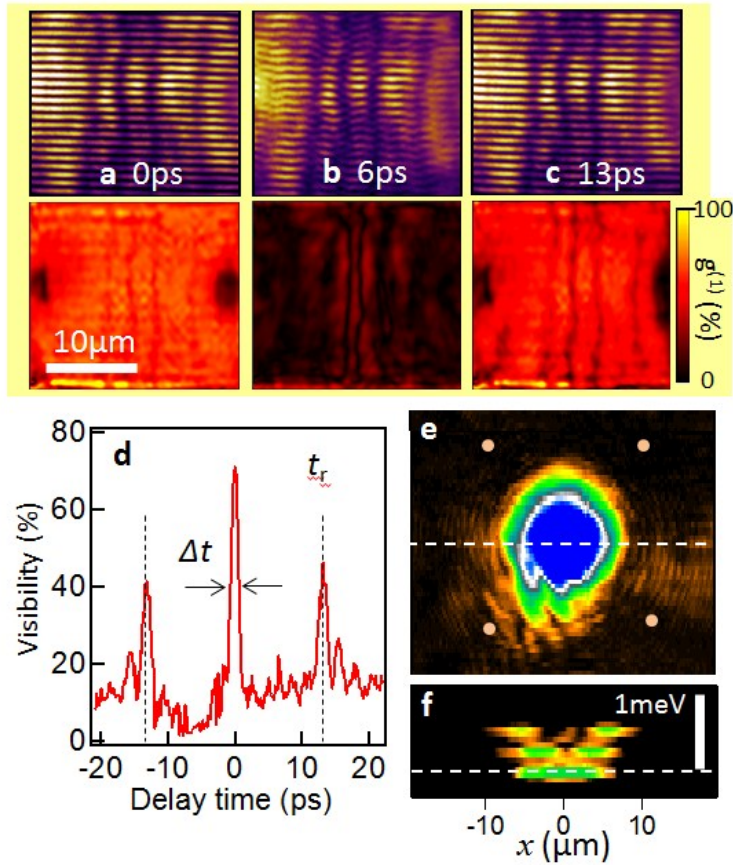 a 0ps
b 6ps
c 13ps
10µm
100
g⁽¹⁾ (%)
0
d
80
60
40
20
0
Visibility (%)
Δt
tr
-20 -10 0 10 20
Delay time (ps)
e
f
1meV
-10 0 10
x (µm)